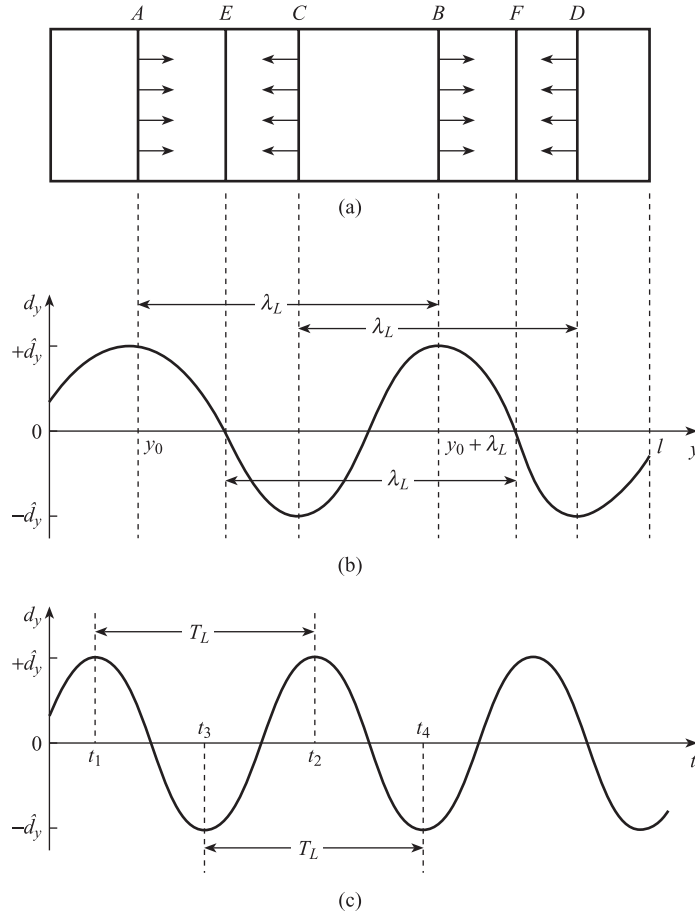 A E C B F D
(a)
d_y
λ_L
λ_L
+d̂_y
0 y_0 y_0 + λ_L l y
λ_L
−d̂_y
(b)
d_y
T_L
+d̂_y
t_3 t_4
0 t_1 t_2 t
−d̂_y
T_L
(c)